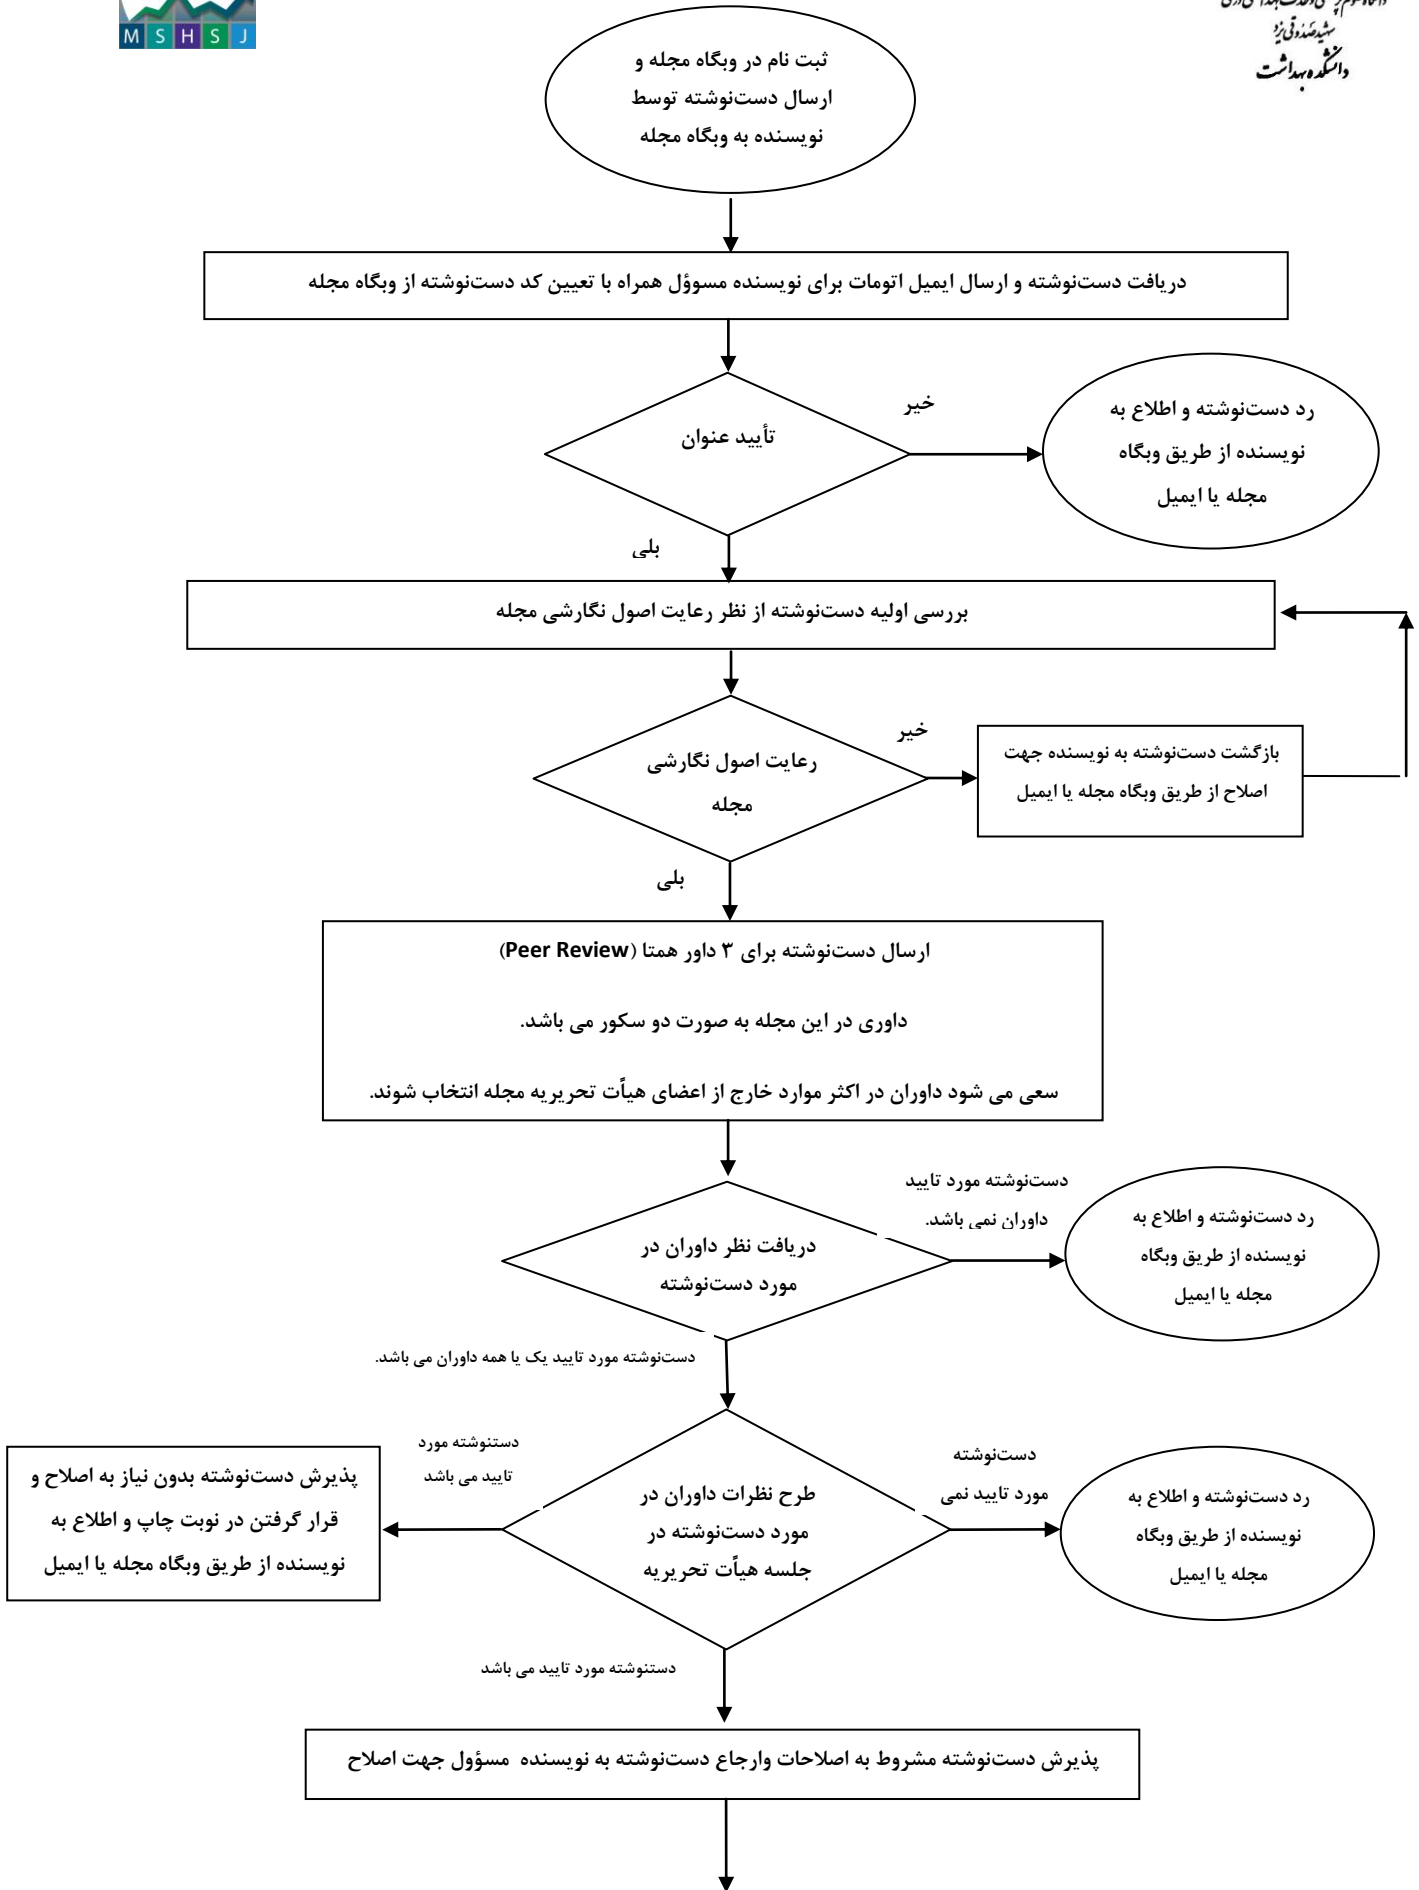 M S H S J
شهید صدوقی یزد
دانشکده بهداشت
ثبت نام در وبگاه مجله و
ارسال دست‌نوشته توسط
نویسنده به وبگاه مجله
دریافت دست‌نوشته و ارسال ایمیل اتومات برای نویسنده مسوؤل همراه با تعیین کد دست‌نوشته از وبگاه مجله
تأیید عنوان
خیر
رد دست‌نوشته و اطلاع به
نویسنده از طریق وبگاه
مجله یا ایمیل
بلی
بررسی اولیه دست‌نوشته از نظر رعایت اصول نگارشی مجله
رعایت اصول نگارشی
مجله
خیر
بازگشت دست‌نوشته به نویسنده جهت
اصلاح از طریق وبگاه مجله یا ایمیل
بلی
ارسال دست‌نوشته برای ۳ داور همتا (Peer Review)
داوری در این مجله به صورت دو سکور می باشد.
سعی می شود داوران در اکثر موارد خارج از اعضای هیأت تحریریه مجله انتخاب شوند.
دریافت نظر داوران در
مورد دست‌نوشته
دست‌نوشته مورد تایید
داوران نمی باشد.
رد دست‌نوشته و اطلاع به
نویسنده از طریق وبگاه
مجله یا ایمیل
دست‌نوشته مورد تایید یک یا همه داوران می باشد.
طرح نظرات داوران در
مورد دست‌نوشته در
جلسه هیأت تحریریه
دست‌نوشته
مورد تایید نمی
رد دست‌نوشته و اطلاع به
نویسنده از طریق وبگاه
مجله یا ایمیل
دستنوشته مورد
تایید می باشد
پذیرش دست‌نوشته بدون نیاز به اصلاح و
قرار گرفتن در نوبت چاپ و اطلاع به
نویسنده از طریق وبگاه مجله یا ایمیل
دستنوشته مورد تایید می باشد
پذیرش دست‌نوشته مشروط به اصلاحات وارجاع دست‌نوشته به نویسنده مسؤول جهت اصلاح